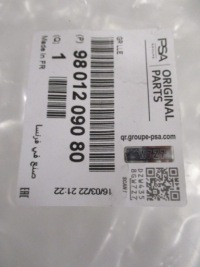 PSA
ORIGINAL
PARTS
qr.groupe-psa.com
(P) 98 012 090 80
(Q) 1
16/03/22 21:22
Made in FR
صنع في فرنسا
EAC